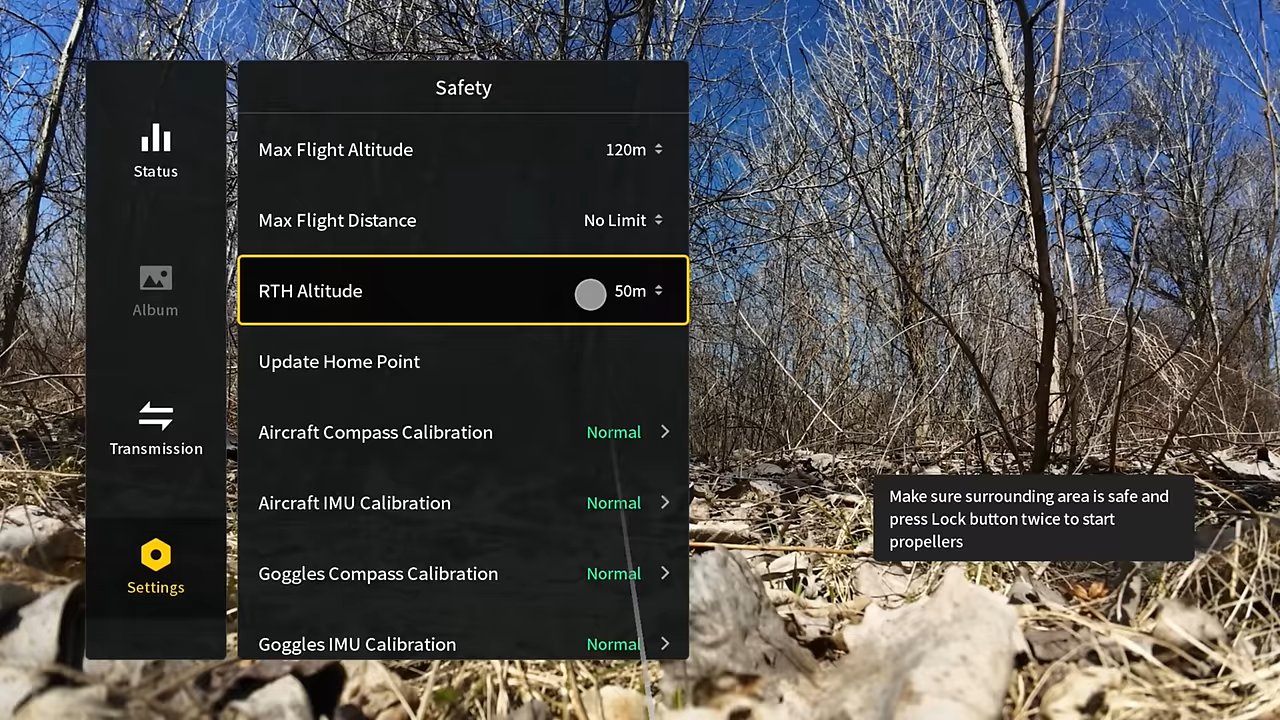 Safety
Status
Album
Transmission
Settings
Max Flight Altitude 120m
Max Flight Distance No Limit
RTH Altitude 50m
Update Home Point
Aircraft Compass Calibration Normal
Aircraft IMU Calibration Normal
Goggles Compass Calibration Normal
Goggles IMU Calibration Normal
Make sure surrounding area is safe and
press Lock button twice to start
propellers